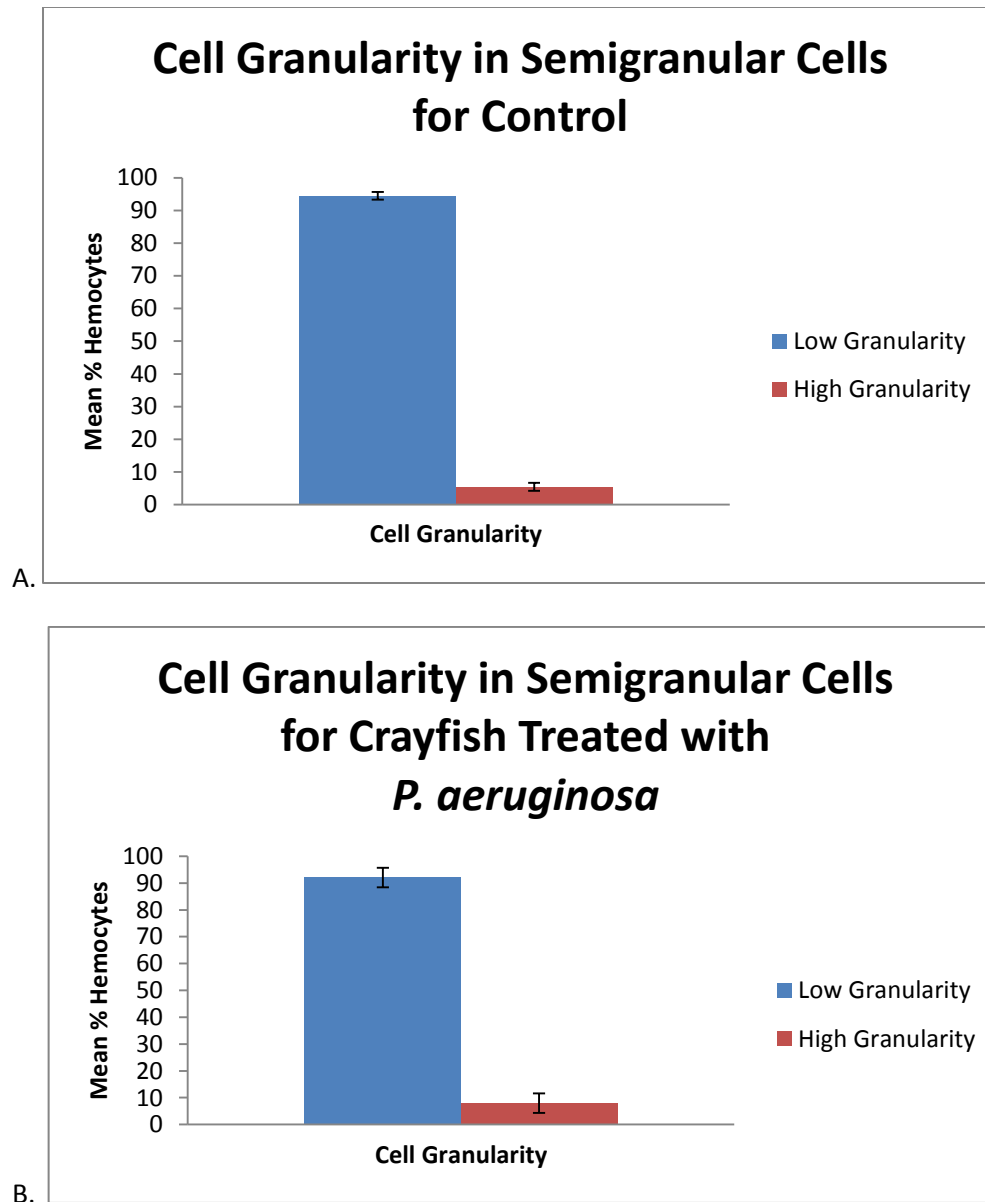 Cell Granularity in Semigranular Cells
for Control
100
90
80
70
60
50
40
30
20
10
0
Mean % Hemocytes
Cell Granularity
Low Granularity
High Granularity
A.
Cell Granularity in Semigranular Cells
for Crayfish Treated with
P. aeruginosa
100
90
80
70
60
50
40
30
20
10
0
Mean % Hemocytes
Cell Granularity
Low Granularity
High Granularity
B.